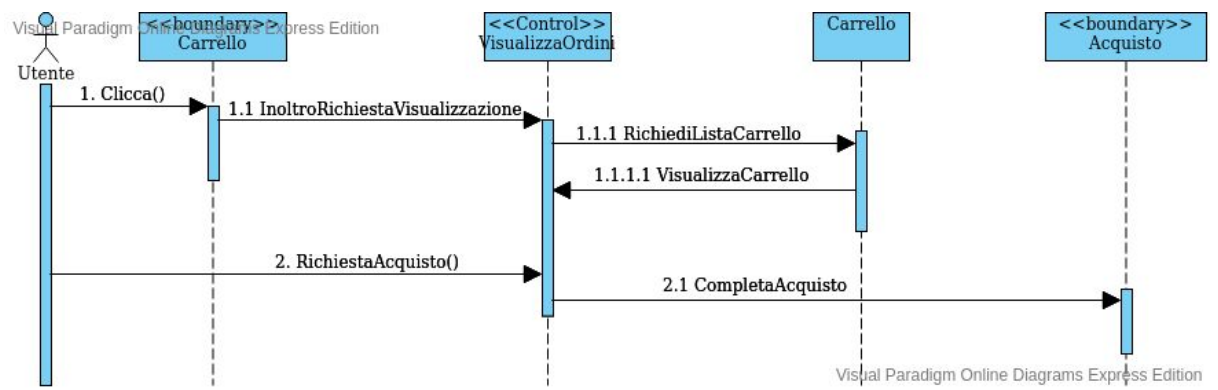 <<boundary>>
Carrello
<<Control>>
VisualizzaOrdini
Carrello
<<boundary>>
Acquisto
Visual Paradigm Online Diagrams Express Edition
Utente
1. Clicca()
1.1 InoltroRichiestaVisualizzazione
1.1.1 RichiediListaCarrello
1.1.1.1 VisualizzaCarrello
2. RichiestaAcquisto()
2.1 CompletaAcquisto
Visual Paradigm Online Diagrams Express Edition